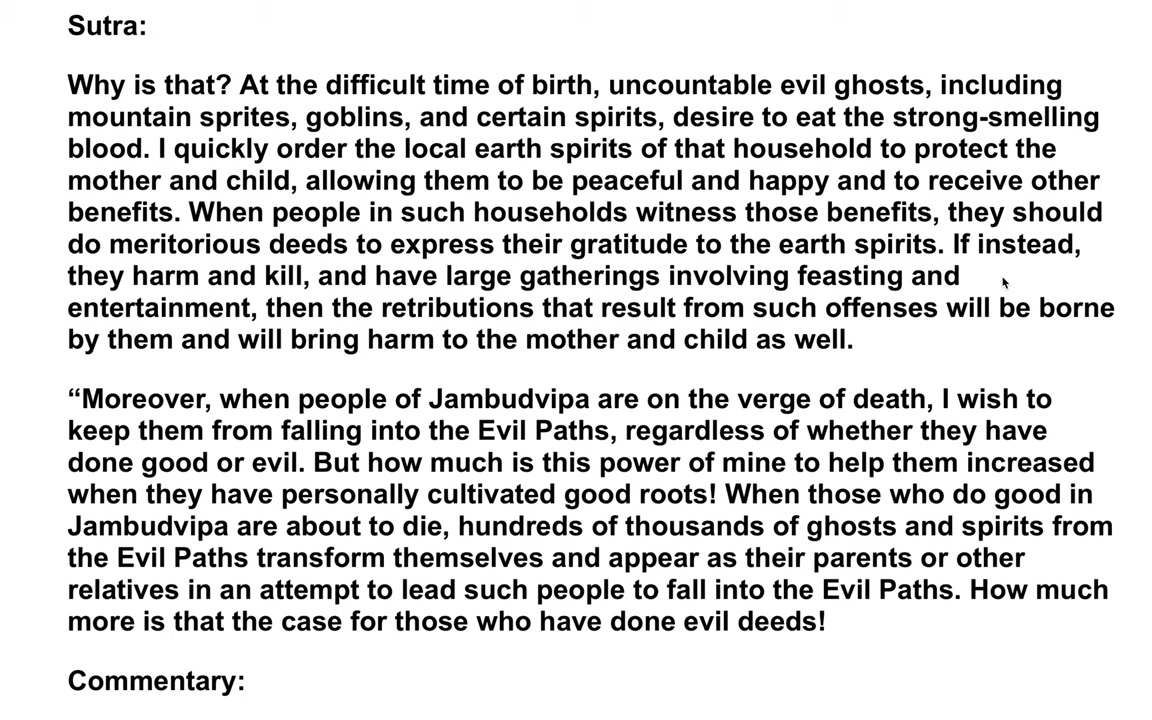 Sutra:
Why is that? At the difficult time of birth, uncountable evil ghosts, including
mountain sprites, goblins, and certain spirits, desire to eat the strong-smelling
blood. I quickly order the local earth spirits of that household to protect the
mother and child, allowing them to be peaceful and happy and to receive other
benefits. When people in such households witness those benefits, they should
do meritorious deeds to express their gratitude to the earth spirits. If instead,
they harm and kill, and have large gatherings involving feasting and
entertainment, then the retributions that result from such offenses will be borne
by them and will bring harm to the mother and child as well.
“Moreover, when people of Jambudvipa are on the verge of death, I wish to
keep them from falling into the Evil Paths, regardless of whether they have
done good or evil. But how much is this power of mine to help them increased
when they have personally cultivated good roots! When those who do good in
Jambudvipa are about to die, hundreds of thousands of ghosts and spirits from
the Evil Paths transform themselves and appear as their parents or other
relatives in an attempt to lead such people to fall into the Evil Paths. How much
more is that the case for those who have done evil deeds!
Commentary: